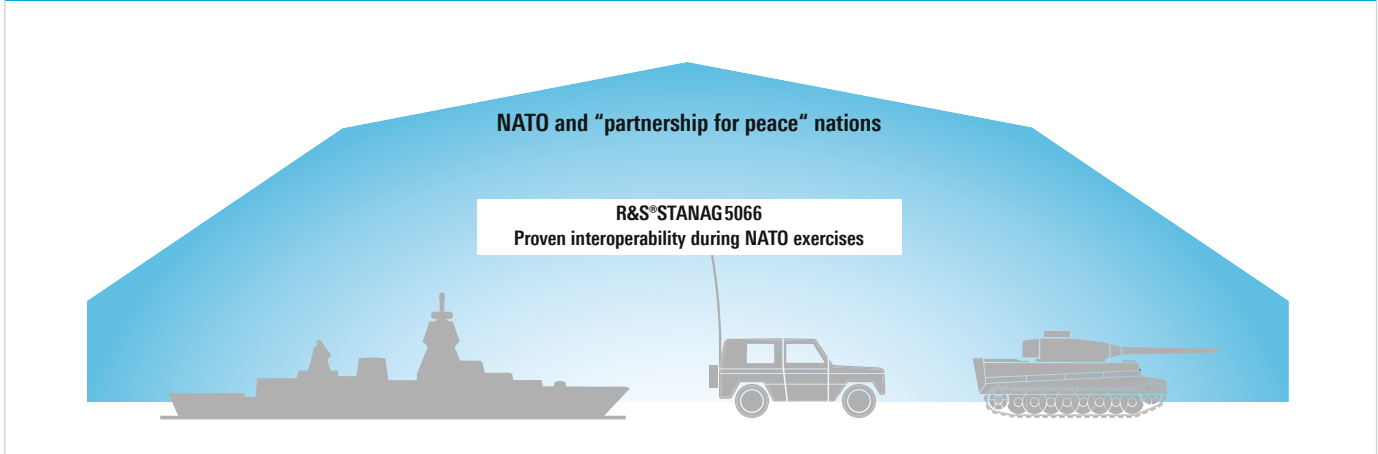 NATO and “partnership for peace“ nations
R&S®STANAG 5066
Proven interoperability during NATO exercises